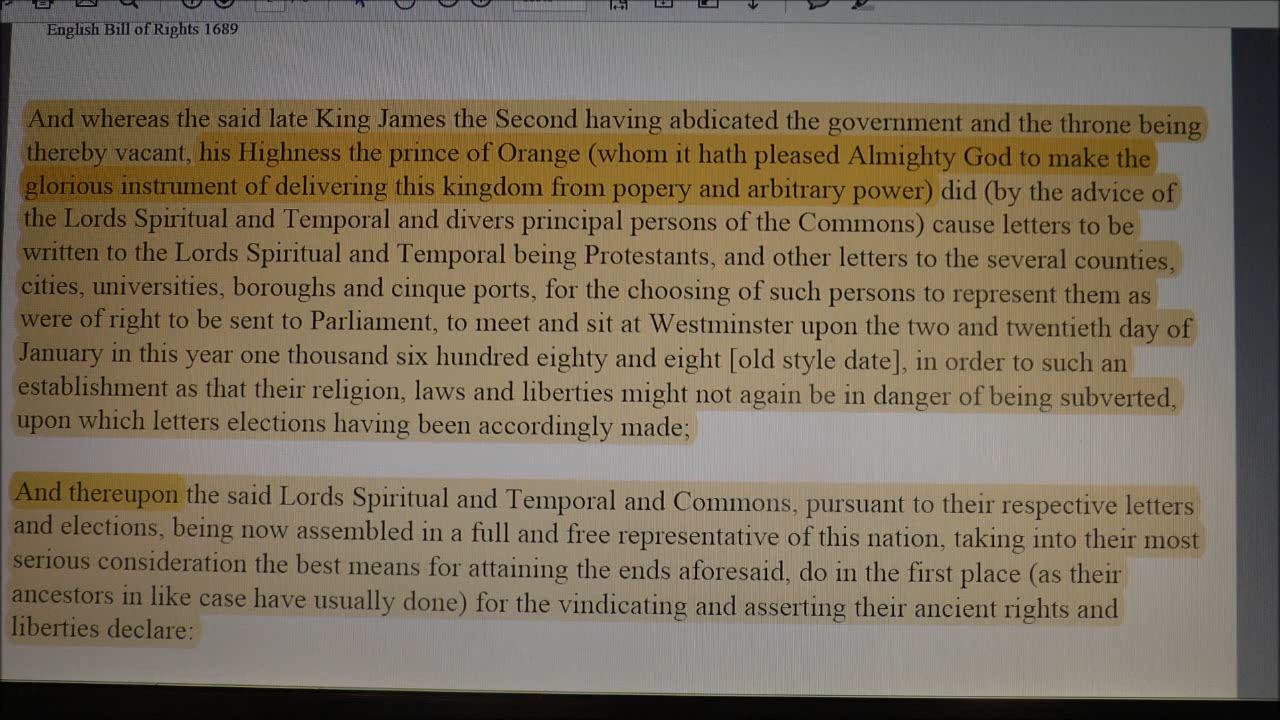 English Bill of Rights 1689
And whereas the said late King James the Second having abdicated the government and the throne being
thereby vacant, his Highness the prince of Orange (whom it hath pleased Almighty God to make the
glorious instrument of delivering this kingdom from popery and arbitrary power) did (by the advice of
the Lords Spiritual and Temporal and divers principal persons of the Commons) cause letters to be
written to the Lords Spiritual and Temporal being Protestants, and other letters to the several counties,
cities, universities, boroughs and cinque ports, for the choosing of such persons to represent them as
were of right to be sent to Parliament, to meet and sit at Westminster upon the two and twentieth day of
January in this year one thousand six hundred eighty and eight [old style date], in order to such an
establishment as that their religion, laws and liberties might not again be in danger of being subverted,
upon which letters elections having been accordingly made;
And thereupon the said Lords Spiritual and Temporal and Commons, pursuant to their respective letters
and elections, being now assembled in a full and free representative of this nation, taking into their most
serious consideration the best means for attaining the ends aforesaid, do in the first place (as their
ancestors in like case have usually done) for the vindicating and asserting their ancient rights and
liberties declare: